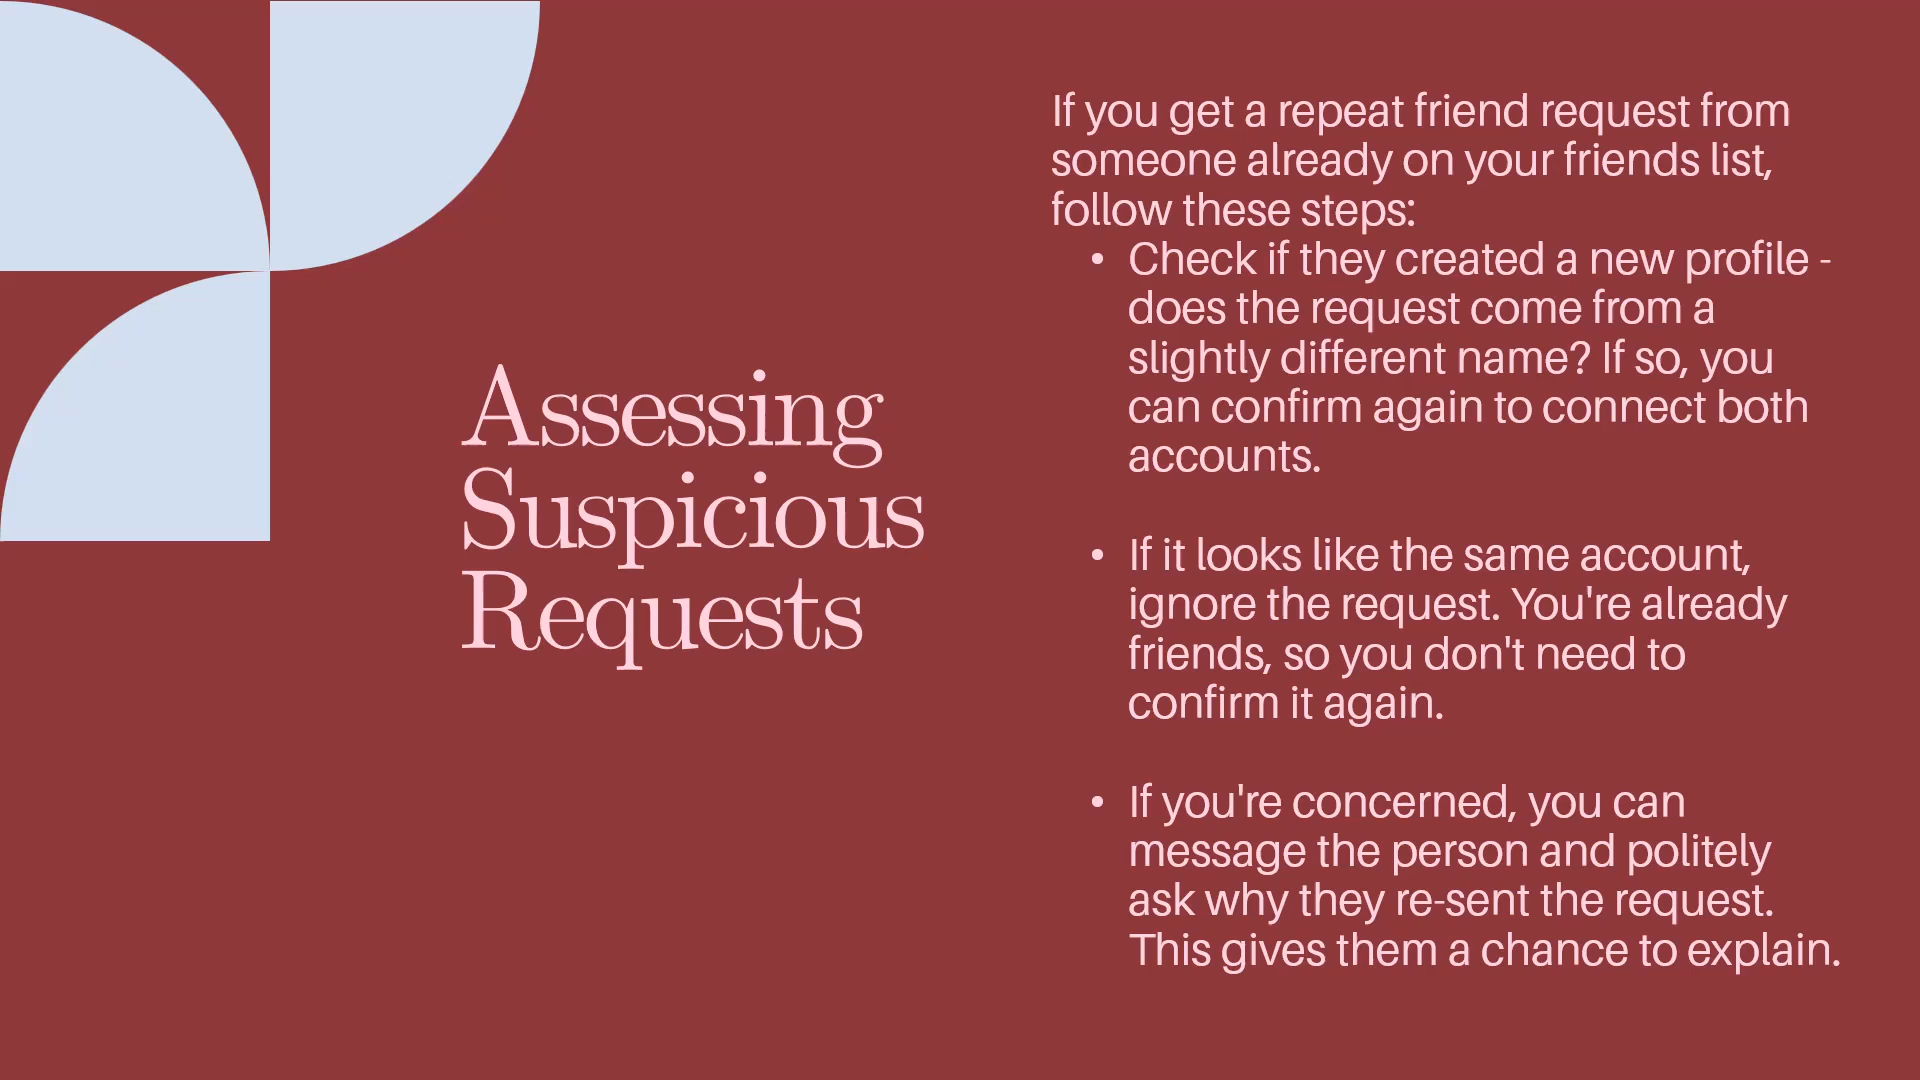 Assessing
Suspicious
Requests
If you get a repeat friend request from
someone already on your friends list,
follow these steps:
• Check if they created a new profile -
does the request come from a
slightly different name? If so, you
can confirm again to connect both
accounts.
• If it looks like the same account,
ignore the request. You're already
friends, so you don't need to
confirm it again.
• If you're concerned, you can
message the person and politely
ask why they re-sent the request.
This gives them a chance to explain.